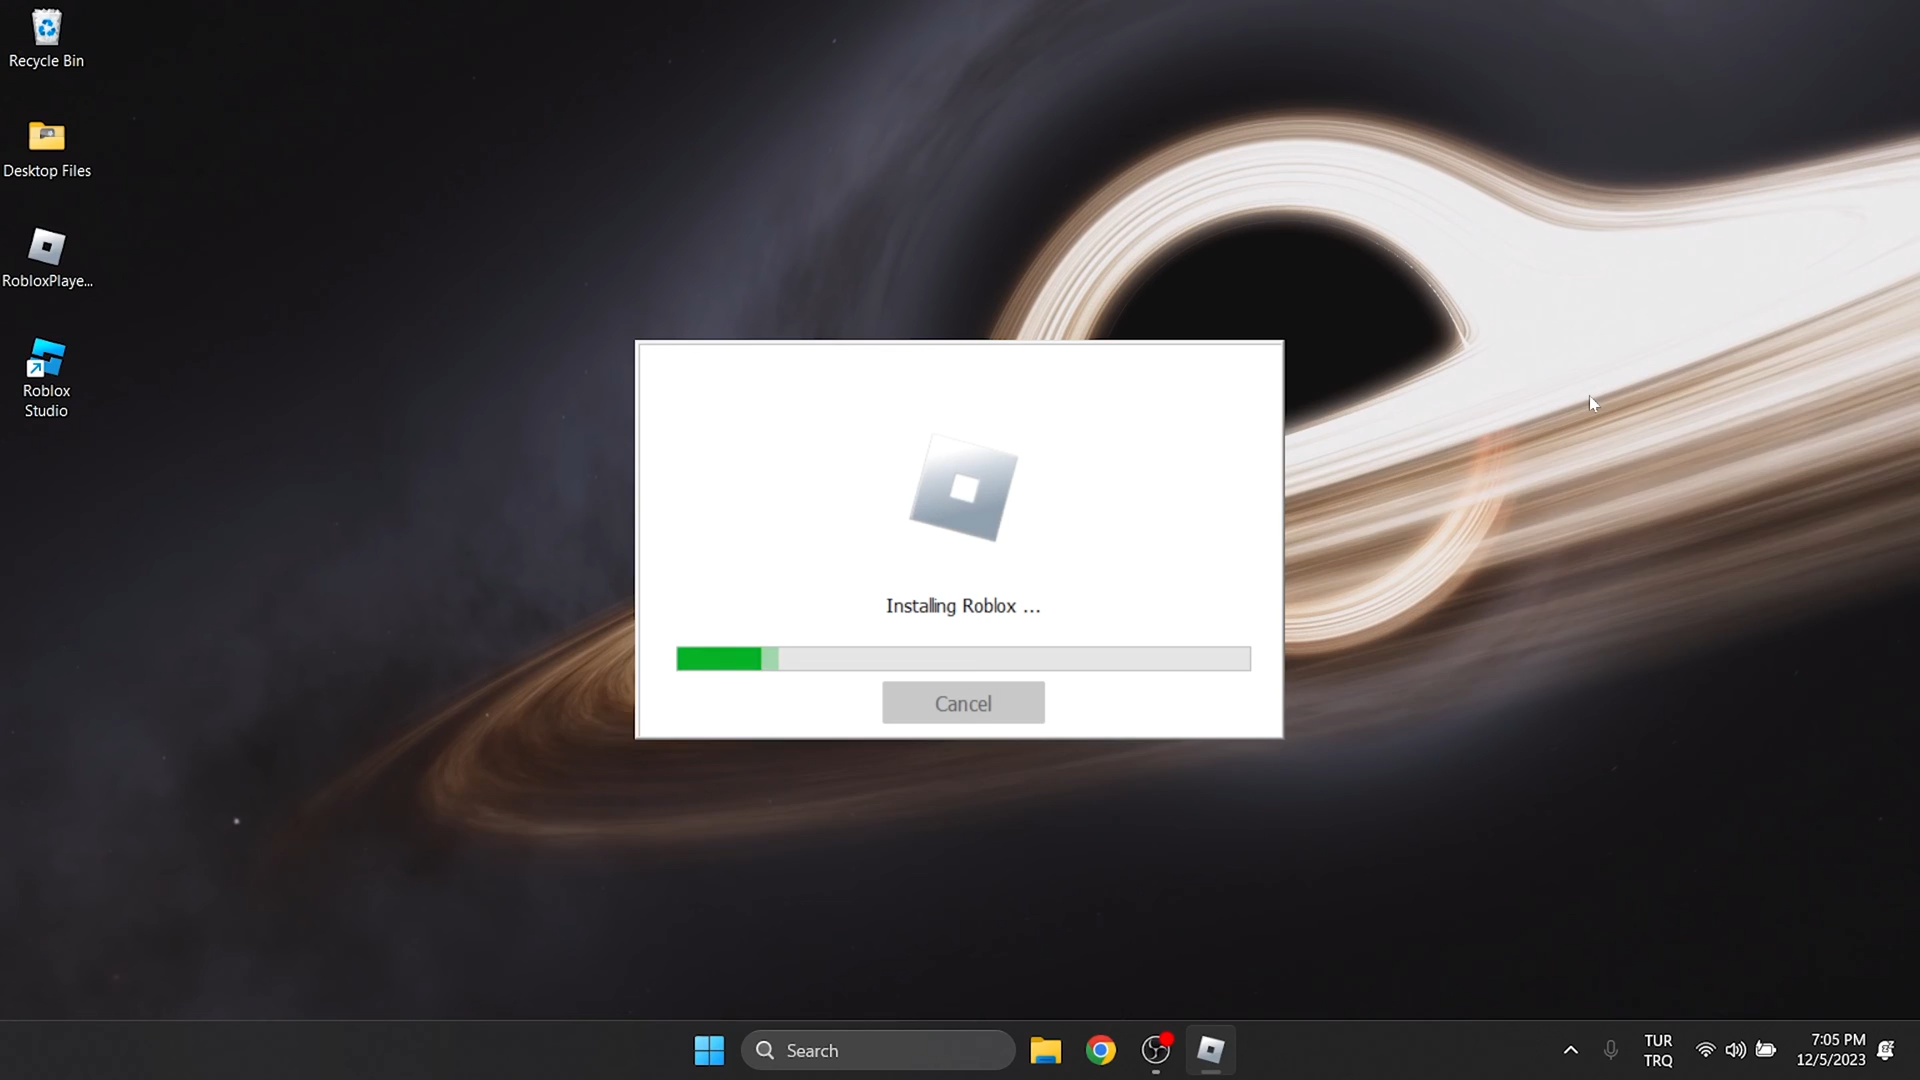 Recycle Bin
Desktop Files
RobloxPlaye...
Roblox
Studio
Installing Roblox ...
Cancel
Search
TUR
TRQ
7:05 PM
12/5/2023